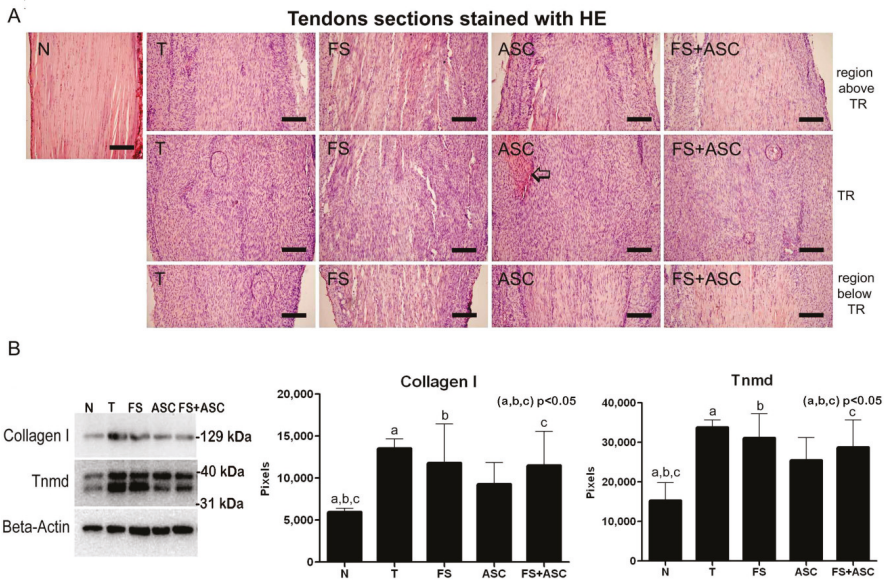 A
Tendons sections stained with HE
N
T
FS
ASC
FS+ASC
region
above
TR
T
FS
ASC
FS+ASC
TR
T
FS
ASC
FS+ASC
region
below
TR
B
N T FS ASC FS+ASC
Collagen I
-129 kDa
Tnmd
-40 kDa
-31 kDa
Beta-Actin
Collagen I
(a,b,c) p<0.05
Pixels
20,000
15,000
10,000
5,000
0
a,b,c
a
b
c
N T FS ASC FS+ASC
Tnmd
(a,b,c) p<0.05
Pixels
40,000
30,000
20,000
10,000
0
a,b,c
a
b
c
N T FS ASC FS+ASC